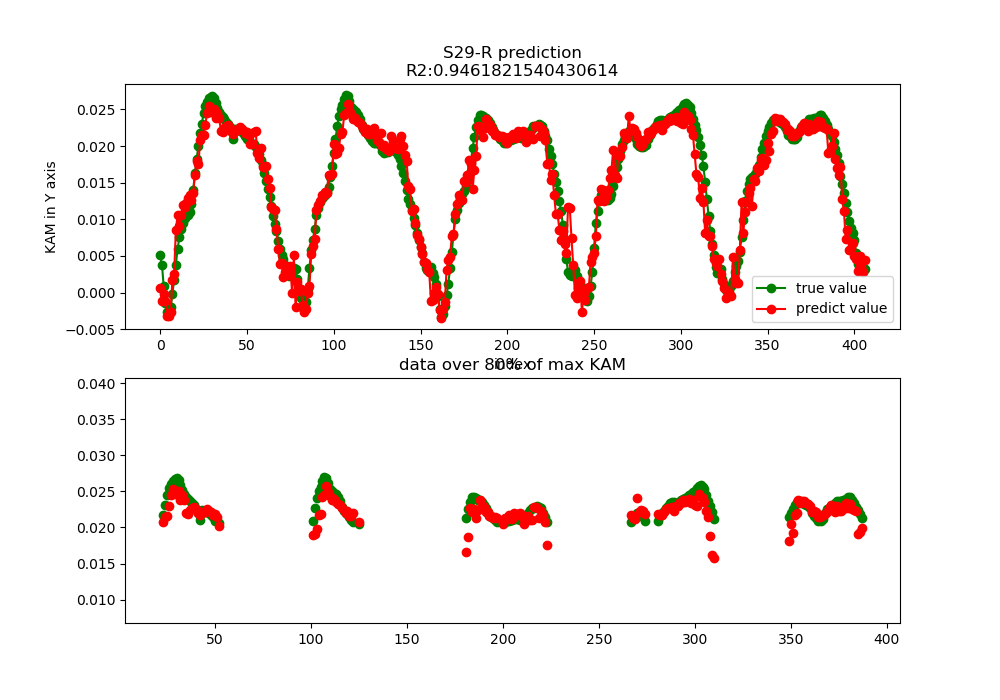 S29-R prediction
R2:0.9461821540430614
KAM in Y axis
0.025
0.020
0.015
0.010
0.005
0.000
−0.005
true value
predict value
0 50 100 150 200 250 300 350 400
index
data over 80% of max KAM
0.040
0.035
0.030
0.025
0.020
0.015
0.010
50 100 150 200 250 300 350 400